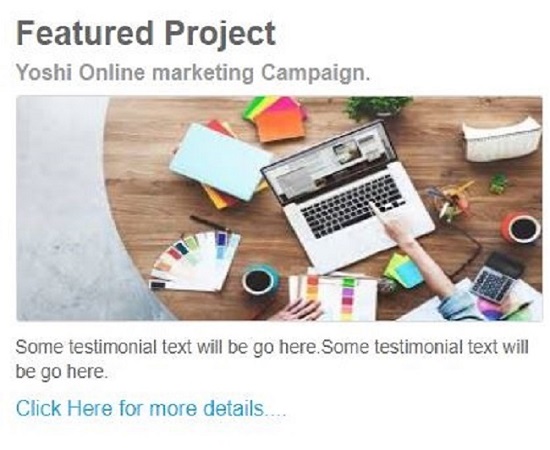 Featured Project
Yoshi Online marketing Campaign.
Some testimonial text will be go here.Some testimonial text will
be go here.
Click Here for more details....